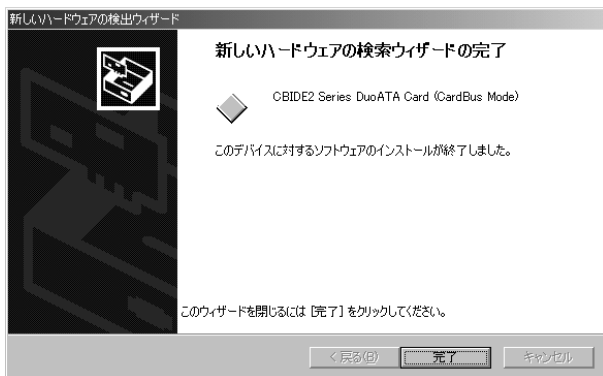 新しいハードウェアの検出ウィザード
新しいハードウェアの検索ウィザードの完了
CBIDE2 Series DuoATA Card (CardBus Mode)
このデバイスに対するソフトウェアのインストールが終了しました。
このウィザードを閉じるには [完了] をクリックしてください。
< 戻る(B)
完了
キャンセル